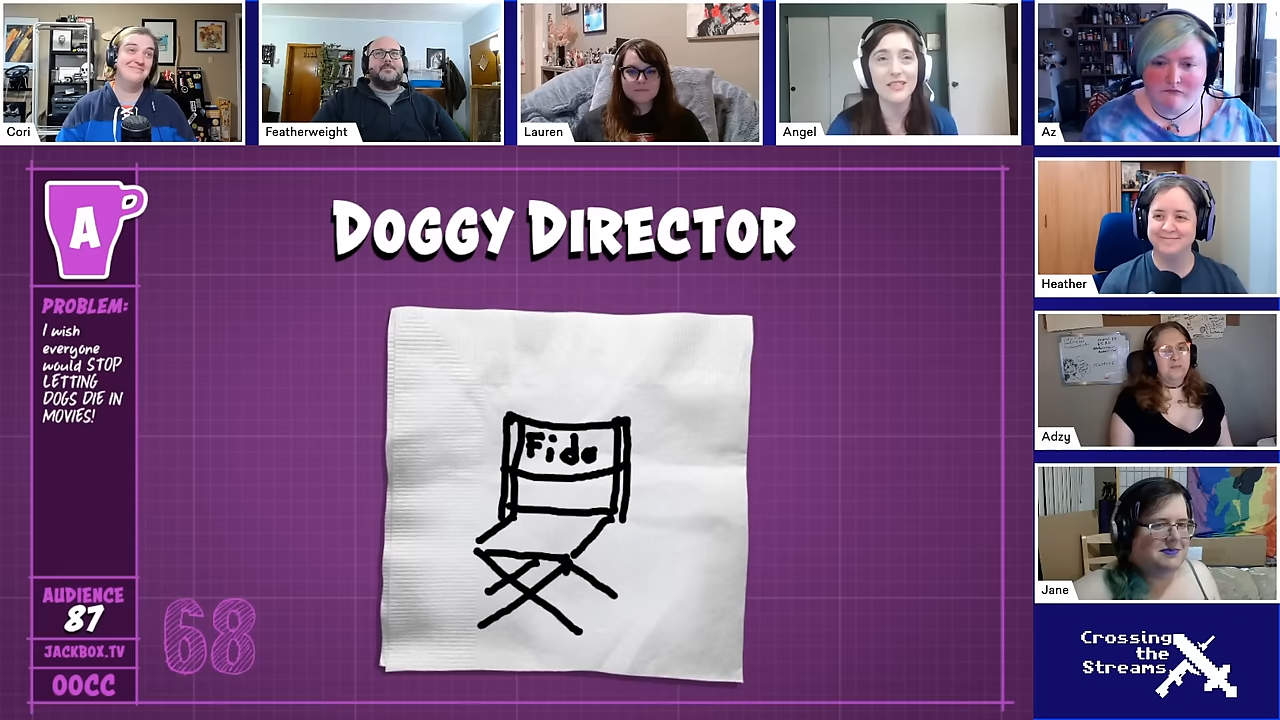 Cori
Featherweight
Lauren
Angel
Az
A
DOGGY DIRECTOR
PROBLEM:
I wish
everyone
would STOP
LETTING
DOGS DIE IN
MOVIES!
Fido
Heather
Adzy
Jane
AUDIENCE
87
68
JACKBOX.TV
OOCC
Crossing
the
Streams